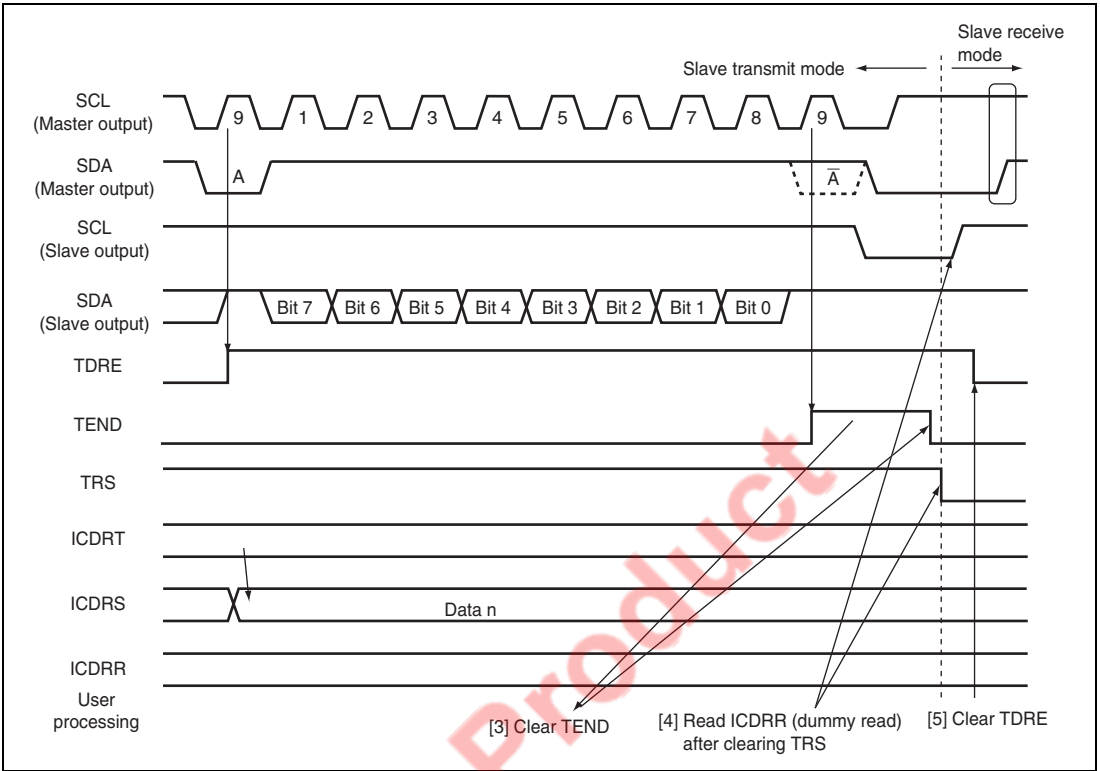 Slave receive
mode
Slave transmit mode
SCL
(Master output)
9 1 2 3 4 5 6 7 8 9
SDA
(Master output)
A A̅
SCL
(Slave output)
SDA
(Slave output)
Bit 7 Bit 6 Bit 5 Bit 4 Bit 3 Bit 2 Bit 1 Bit 0
TDRE
TEND
TRS
ICDRT
ICDRS
Data n
ICDRR
User
processing
[3] Clear TEND
[4] Read ICDRR (dummy read)
after clearing TRS
[5] Clear TDRE
Product